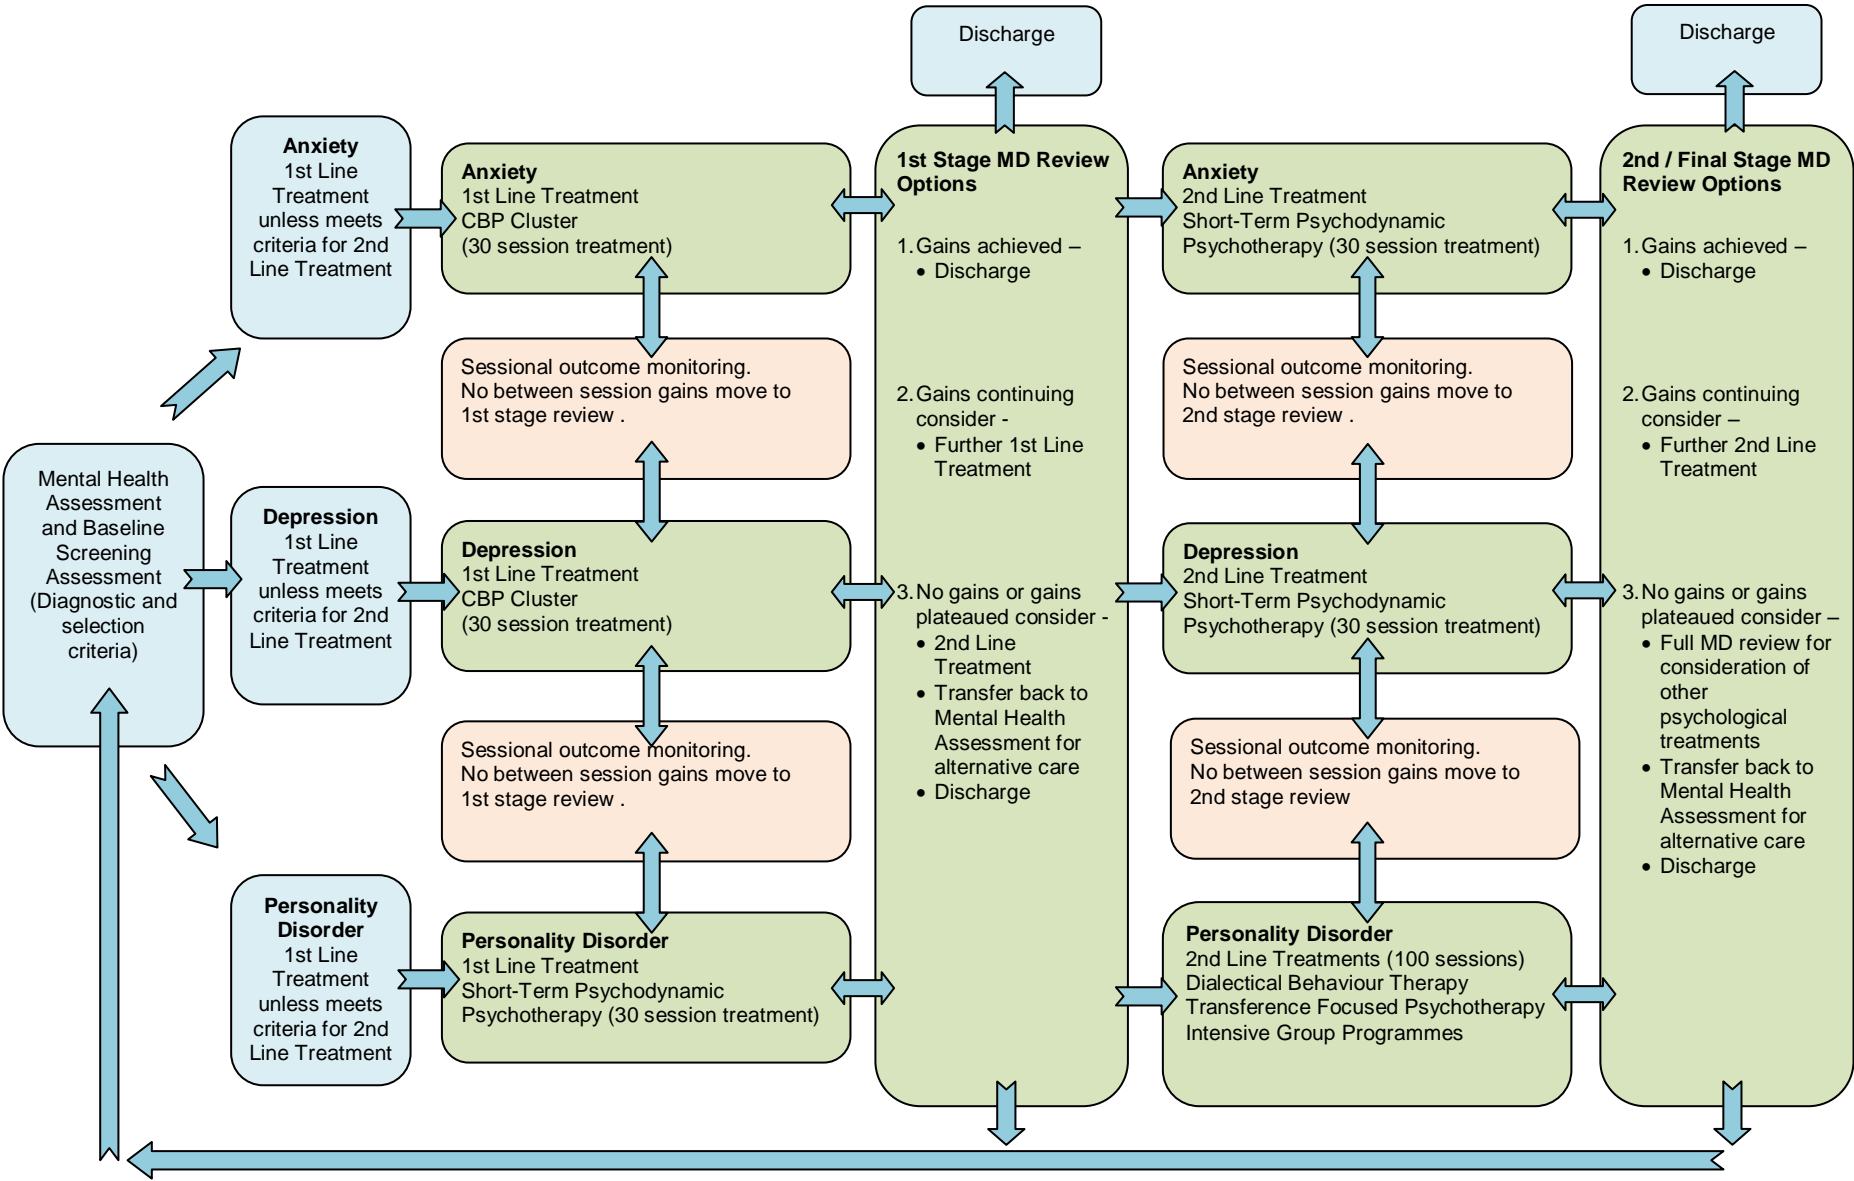 Discharge
Discharge
Mental Health
Assessment
and Baseline
Screening
Assessment
(Diagnostic and
selection
criteria)
Anxiety
1st Line
Treatment
unless meets
criteria for 2nd
Line Treatment
Depression
1st Line
Treatment
unless meets
criteria for 2nd
Line Treatment
Personality
Disorder
1st Line
Treatment
unless meets
criteria for 2nd
Line Treatment
Anxiety
1st Line Treatment
CBP Cluster
(30 session treatment)
Sessional outcome monitoring.
No between session gains move to
1st stage review .
Depression
1st Line Treatment
CBP Cluster
(30 session treatment)
Sessional outcome monitoring.
No between session gains move to
1st stage review .
Personality Disorder
1st Line Treatment
Short-Term Psychodynamic
Psychotherapy (30 session treatment)
1st Stage MD Review
Options
1. Gains achieved –
• Discharge
2. Gains continuing
consider -
• Further 1st Line
Treatment
3. No gains or gains
plateaued consider -
• 2nd Line
Treatment
• Transfer back to
Mental Health
Assessment for
alternative care
• Discharge
Anxiety
2nd Line Treatment
Short-Term Psychodynamic
Psychotherapy (30 session treatment)
Sessional outcome monitoring.
No between session gains move to
2nd stage review .
Depression
2nd Line Treatment
Short-Term Psychodynamic
Psychotherapy (30 session treatment)
Sessional outcome monitoring.
No between session gains move to
2nd stage review
Personality Disorder
2nd Line Treatments (100 sessions)
Dialectical Behaviour Therapy
Transference Focused Psychotherapy
Intensive Group Programmes
2nd / Final Stage MD
Review Options
1. Gains achieved –
• Discharge
2. Gains continuing
consider –
• Further 2nd Line
Treatment
3. No gains or gains
plateaued consider –
• Full MD review for
consideration of
other
psychological
treatments
• Transfer back to
Mental Health
Assessment for
alternative care
• Discharge